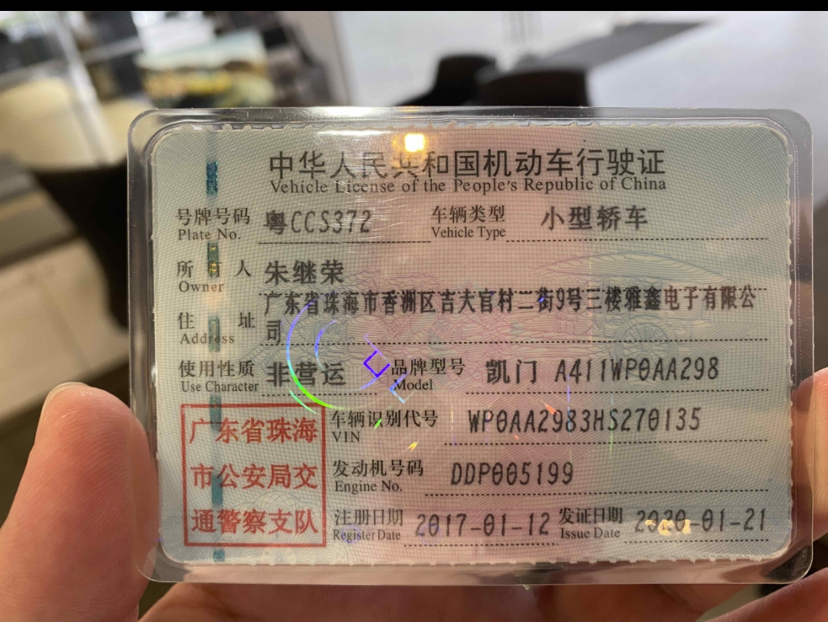 中华人民共和国机动车行驶证
Vehicle License of the People's Republic of China
号牌号码 粤CCS372 车辆类型 小型轿车
Plate No. Vehicle Type
所有人 朱继荣
Owner
住址 广东省珠海市香洲区吉大官村二街9号三楼雅鑫电子有限公
司
Address
使用性质 非营运 品牌型号 凯门 A411WP0AA298
Use Character Model
广东省珠海
市公安局交
通警察支队
车辆识别代号 WP0AA2983HS270135
VIN
发动机号码 DDP005199
Engine No.
注册日期 2017-01-12 发证日期 2020-01-21
Register Date Issue Date